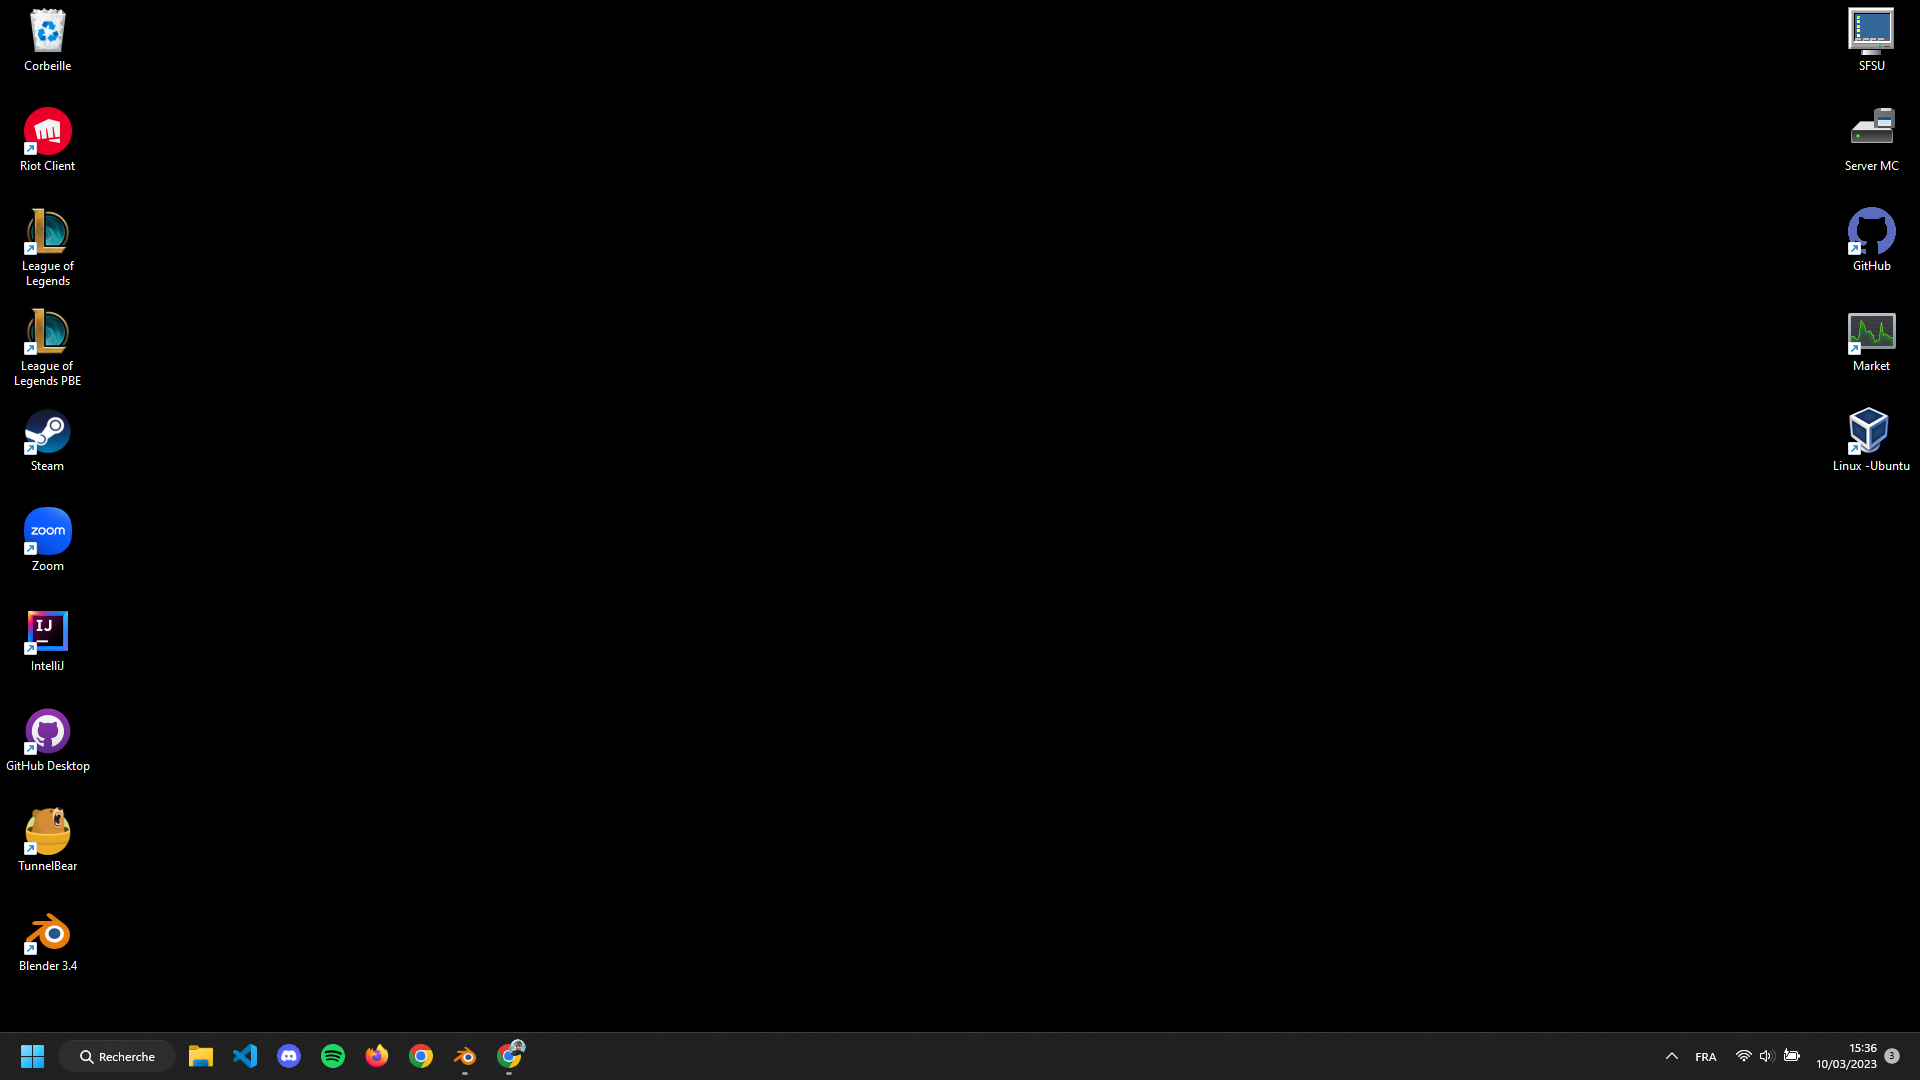 Corbeille
Riot Client
League of
Legends
League of
Legends PBE
Steam
zoom
Zoom
IJ
IntelliJ
GitHub Desktop
TunnelBear
Blender 3.4
SFSU
Server MC
GitHub
Market
Linux -Ubuntu
Recherche
FRA
15:36
10/03/2023
3